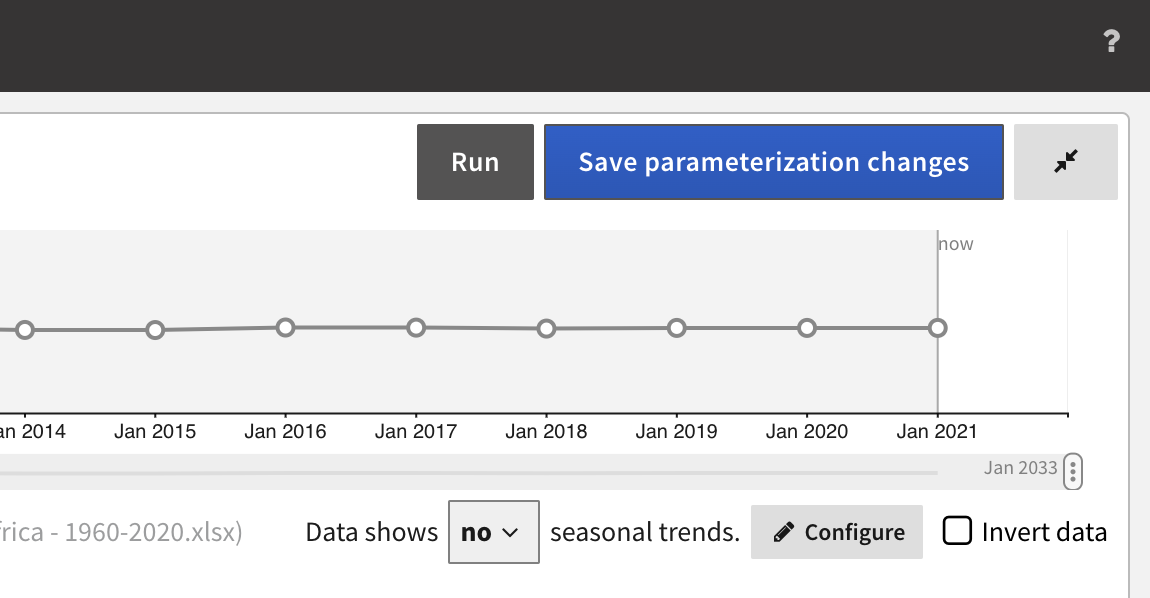 ?
Run Save parameterization changes
now
an 2014 Jan 2015 Jan 2016 Jan 2017 Jan 2018 Jan 2019 Jan 2020 Jan 2021
Jan 2033
frica - 1960-2020.xlsx) Data shows no seasonal trends. Configure Invert data